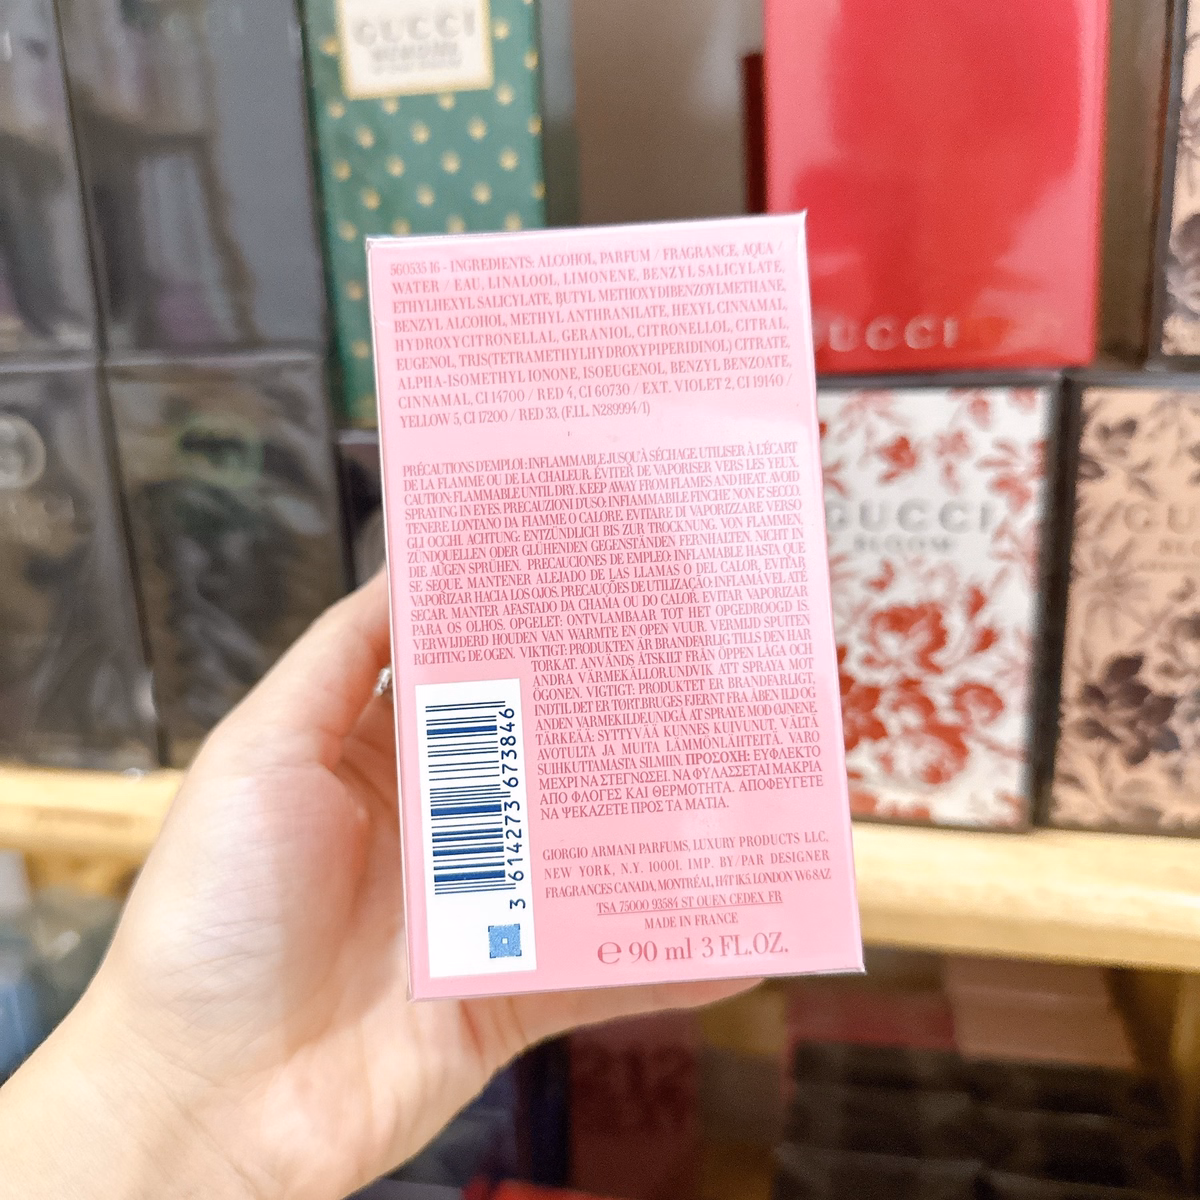 GUCCI
560535 16 - INGREDIENTS: ALCOHOL, PARFUM / FRAGRANCE, AQUA /
WATER / EAU, LINALOOL, LIMONENE, BENZYL SALICYLATE,
ETHYLHEXYL SALICYLATE, BUTYL METHOXYDIBENZOYLMETHANE,
BENZYL ALCOHOL, METHYL ANTHRANILATE, HEXYL CINNAMAL,
HYDROXYCITRONELLAL, GERANIOL, CITRONELLOL, CITRAL,
EUGENOL, TRIS(TETRAMETHYLHYDROXYPIPERIDINOL) CITRATE,
ALPHA-ISOMETHYL IONONE, ISOEUGENOL, BENZYL BENZOATE,
CINNAMAL, CI 14700 / RED 4, CI 60730 / EXT. VIOLET 2, CI 19140 /
YELLOW 5, CI 17200 / RED 33. (F.I.L. N289994/1)
PRÉCAUTIONS D'EMPLOI: INFLAMMABLE JUSQU'À SÉCHAGE UTILISER À L'ÉCART
DE LA FLAMME OU DE LA CHALEUR. ÉVITER DE VAPORISER VERS LES YEUX.
CAUTION: FLAMMABLE UNTIL DRY. KEEP AWAY FROM FLAMES AND HEAT. AVOID
SPRAYING IN EYES. PRECAUZIONI D'USO: INFIAMMABILE FINCHE' NON E SECCO.
TENERE LONTANO DA FIAMME O CALORE. EVITARE DI VAPORIZZARE VERSO
GLI OCCHI. ACHTUNG: ENTZÜNDLICH BIS ZUR TROCKNUNG. VON FLAMMEN,
ZÜNDQUELLEN ODER GLÜHENDEN GEGENSTÄNDEN FERNHALTEN. NICHT IN
DIE AUGEN SPRÜHEN. PRECAUCIONES DE EMPLEO: INFLAMABLE HASTA QUE
SE SEQUE. MANTENER ALEJADO DE LAS LLAMAS O DEL CALOR, EVITAR
VAPORIZAR HACIA LOS OJOS. PRECAUÇÕES DE UTILIZAÇÃO: INFLAMÁVEL ATÉ
SECAR. MANTER AFASTADO DA CHAMA OU DO CALOR. EVITAR VAPORIZAR
PARA OS OLHOS. OPGELET: ONTVLAMBAAR TOT HET OPGEDROOGD IS.
VERWIJDERD HOUDEN VAN WARMTE EN OPEN VUUR. VERMIJD SPUITEN
RICHTING DE OGEN. VIKTIGT: PRODUKTEN ÄR BRANDFARLIG TILLS DEN HAR
TORKAT. ANVÄNDS ÅTSKILT FRÅN ÖPPEN LÅGA OCH
ANDRA VÄRMEKÄLLOR.UNDVIK ATT SPRAYA MOT
ÖGONEN. VIGTIGT: PRODUKTET ER BRANDFARLIGT,
INDTIL DET ER TØRT.BRUGES FJERNT FRA ÅBEN ILD OG
ANDEN VARMEKILDE.UNDGÅ AT SPRAYE MOD ØJNENE.
TÄRKEÄÄ: SYTTYVÄÄ KUNNES KUIVUNUT, VÄLTÄ
AVOTULTA JA MUITA LÄMMÖNLÄHTEITÄ. VARO
SUIHKUTTAMASTA SILMIIN. ΠΡΟΣΟΧΗ: ΕΥΦΛΕΚΤΟ
ΜΕΧΡΙ ΝΑ ΣΤΕΓΝΩΣΕΙ. ΝΑ ΦΥΛΑΣΣΕΤΑΙ ΜΑΚΡΙΑ
ΑΠΟ ΦΛΟΓΕΣ ΚΑΙ ΘΕΡΜΟΤΗΤΑ. ΑΠΟΦΕΥΓΕΤΕ
ΝΑ ΨΕΚΑΖΕΤΕ ΠΡΟΣ ΤΑ ΜΑΤΙΑ.
3 614273 673846
GIORGIO ARMANI PARFUMS, LUXURY PRODUCTS LLC,
NEW YORK, N.Y. 10001. IMP. BY/PAR DESIGNER
FRAGRANCES CANADA, MONTRÉAL, H4T 1K5. LONDON W6 8AZ
TSA 75000 93584 ST OUEN CEDEX FR
MADE IN FRANCE
℮ 90 ml 3 FL.OZ.
GUCCI
GUCCI
BLOOM
GUCCI
212